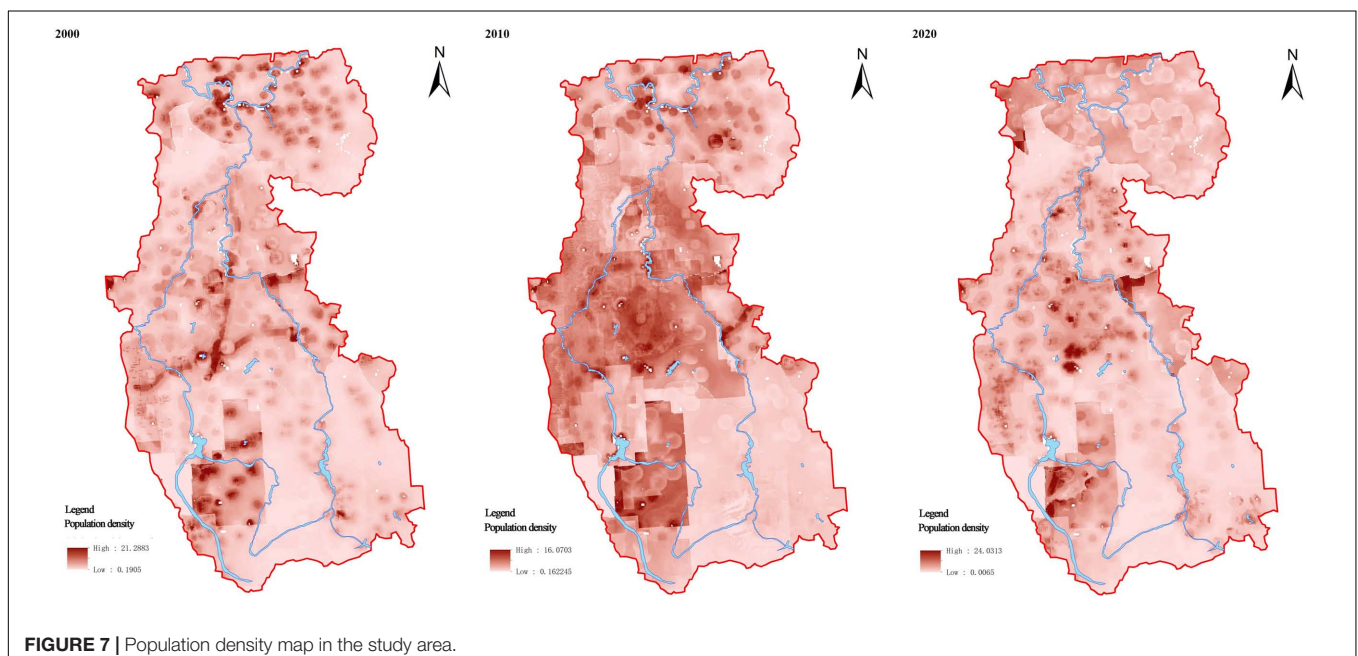 2000
N
Legend
Population density
High : 21.2883
Low : 0.1905
2010
N
Legend
Population density
High : 16.0703
Low : 0.162245
2020
N
Legend
Population density
High : 24.0313
Low : 0.0065
FIGURE 7 | Population density map in the study area.